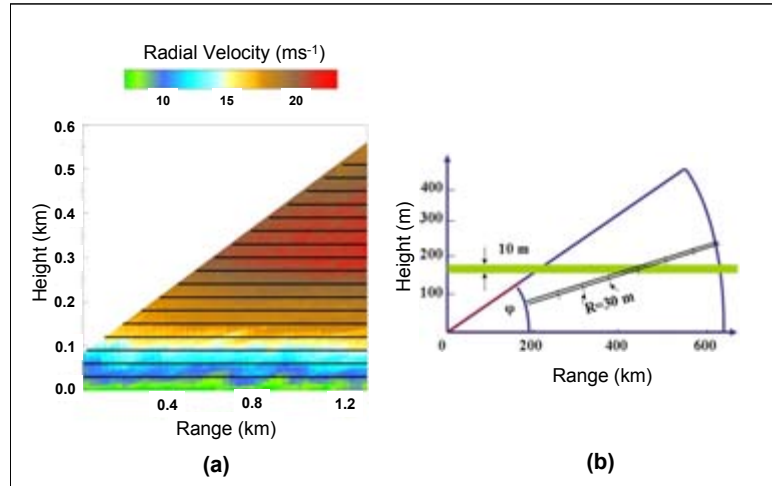 Radial Velocity (ms-1)
10 15 20
0.6
0.5
0.4
0.3
0.2
0.1
0.0
Height (km)
0.4 0.8 1.2
Range (km)
(a)
400
300
200
100
0
Height (m)
10 m
φ
R=30 m
200 400 600
Range (km)
(b)